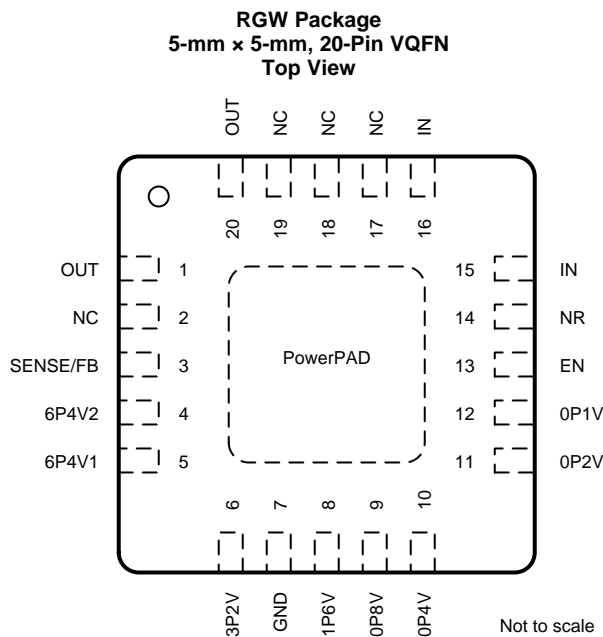 RGW Package
5-mm × 5-mm, 20-Pin VQFN
Top View
OUT NC NC NC IN
20 19 18 17 16
OUT 1 15 IN
NC 2 14 NR
SENSE/FB 3 PowerPAD 13 EN
6P4V2 4 12 0P1V
6P4V1 5 11 0P2V
6 7 8 9 10
3P2V GND 1P6V 0P8V 0P4V
Not to scale